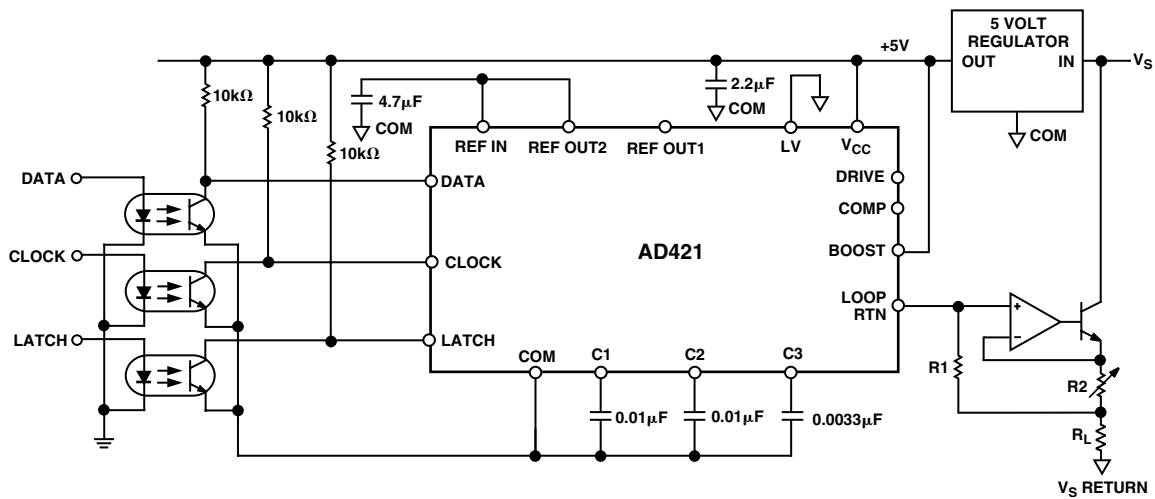 5 VOLT
REGULATOR
OUT IN
+5V
V_S
COM
10kΩ
10kΩ
10kΩ
4.7μF
COM
2.2μF
COM
REF IN
REF OUT2
REF OUT1
LV
V_CC
DATA
DATA
DRIVE
COMP
AD421
BOOST
CLOCK
CLOCK
LOOP
RTN
LATCH
LATCH
COM
C1
C2
C3
+
−
R1
R2
0.01μF
0.01μF
0.0033μF
R_L
V_S RETURN